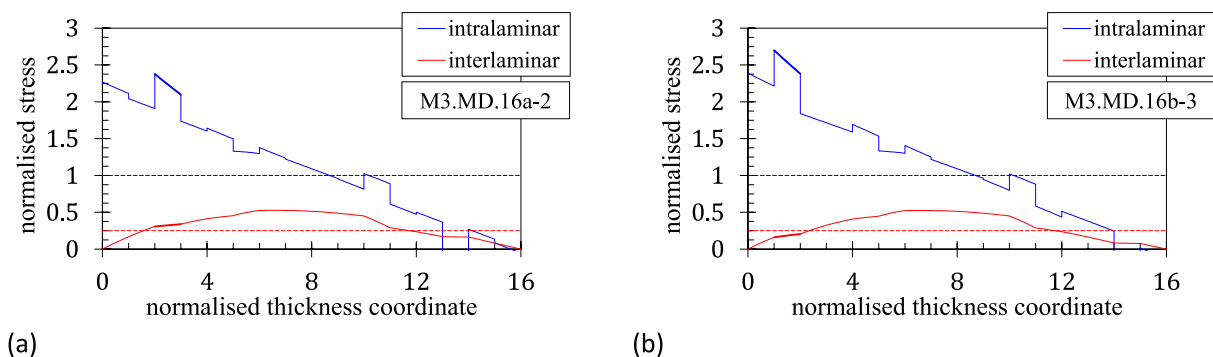 3
2.5
2
1.5
1
0.5
0
0
4
8
12
16
normalised stress
normalised thickness coordinate
intralaminar
interlaminar
M3.MD.16a-2
(a)
3
2.5
2
1.5
1
0.5
0
0
4
8
12
16
normalised stress
normalised thickness coordinate
intralaminar
interlaminar
M3.MD.16b-3
(b)